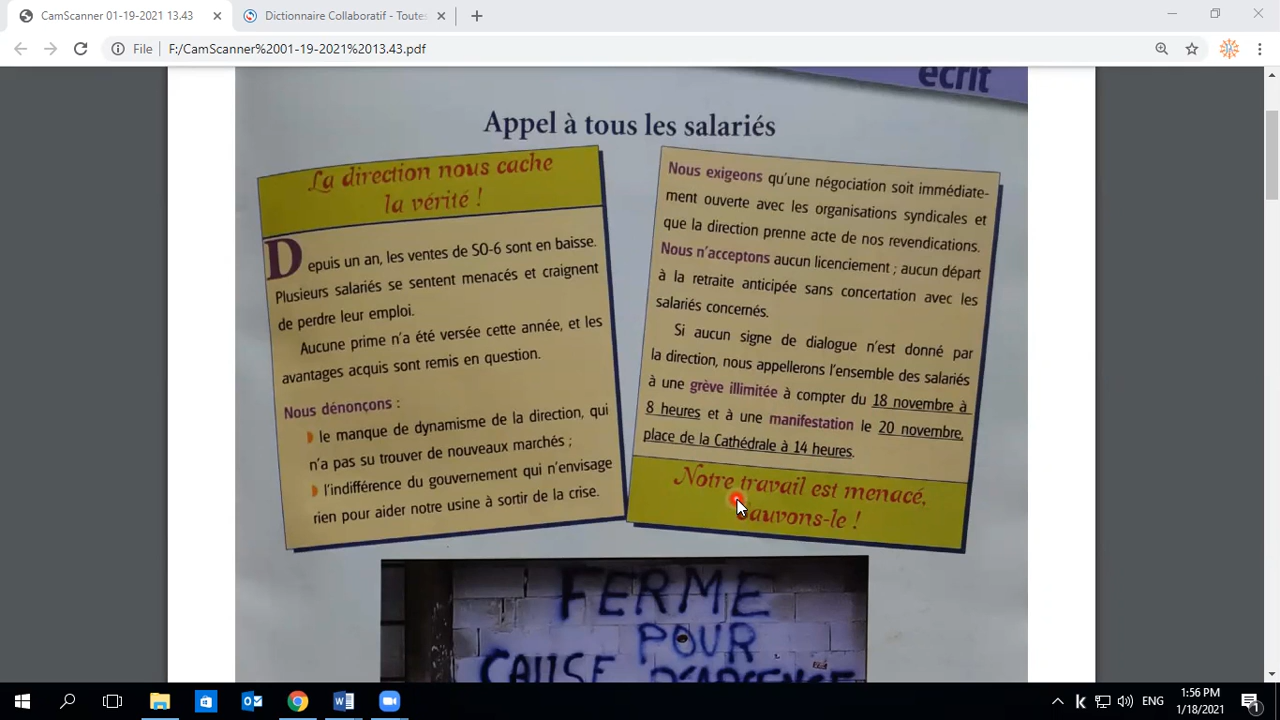 CamScanner 01-19-2021 13.43
Dictionnaire Collaboratif - Toutes
File
F:/CamScanner%2001-19-2021%2013.43.pdf
écrit
Appel à tous les salariés
La direction nous cache
la vérité !
Depuis un an, les ventes de SO-6 sont en baisse.
Plusieurs salariés se sentent menacés et craignent
de perdre leur emploi.
Aucune prime n'a été versée cette année, et les
avantages acquis sont remis en question.
Nous dénonçons :
le manque de dynamisme de la direction, qui
n'a pas su trouver de nouveaux marchés ;
l'indifférence du gouvernement qui n'envisage
rien pour aider notre usine à sortir de la crise.
Nous exigeons qu'une négociation soit immédiate-
ment ouverte avec les organisations syndicales et
que la direction prenne acte de nos revendications.
Nous n'acceptons aucun licenciement ; aucun départ
à la retraite anticipée sans concertation avec les
salariés concernés.
Si aucun signe de dialogue n'est donné par
la direction, nous appellerons l'ensemble des salariés
à une grève illimitée à compter du 18 novembre à
8 heures et à une manifestation le 20 novembre,
place de la Cathédrale à 14 heures.
Notre travail est menacé,
sauvons-le !
FERME
POUR
CAUSE
ENG
1:56 PM
1/18/2021